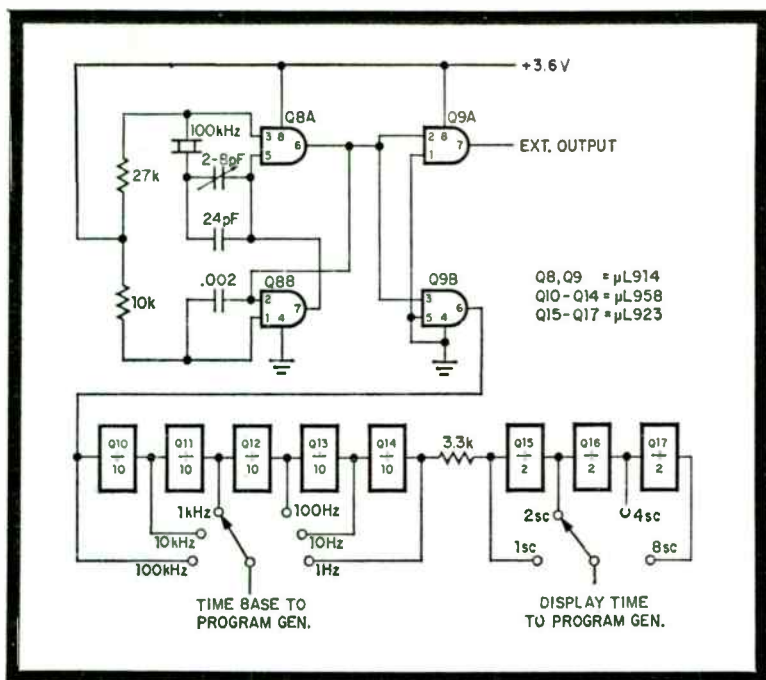 +3.6V
Q8A
Q9A
100kHz
3 8
6
5
2 8
1
7
EXT. OUTPUT
2-8pF
27k
24pF
.002
Q8B
10k
2
1 4
7
Q9B
3
5 4
6
Q8,Q9 = µL914
Q10-Q14 = µL958
Q15-Q17 = µL923
Q10 ÷ 10
Q11 ÷ 10
Q12 ÷ 10
Q13 ÷ 10
Q14 ÷ 10
3.3k
Q15 ÷ 2
Q16 ÷ 2
Q17 ÷ 2
1kHz
100Hz
2sc
4sc
10kHz
10Hz
100kHz
1Hz
1sc
8sc
TIME BASE TO
PROGRAM GEN.
DISPLAY TIME
TO PROGRAM GEN.